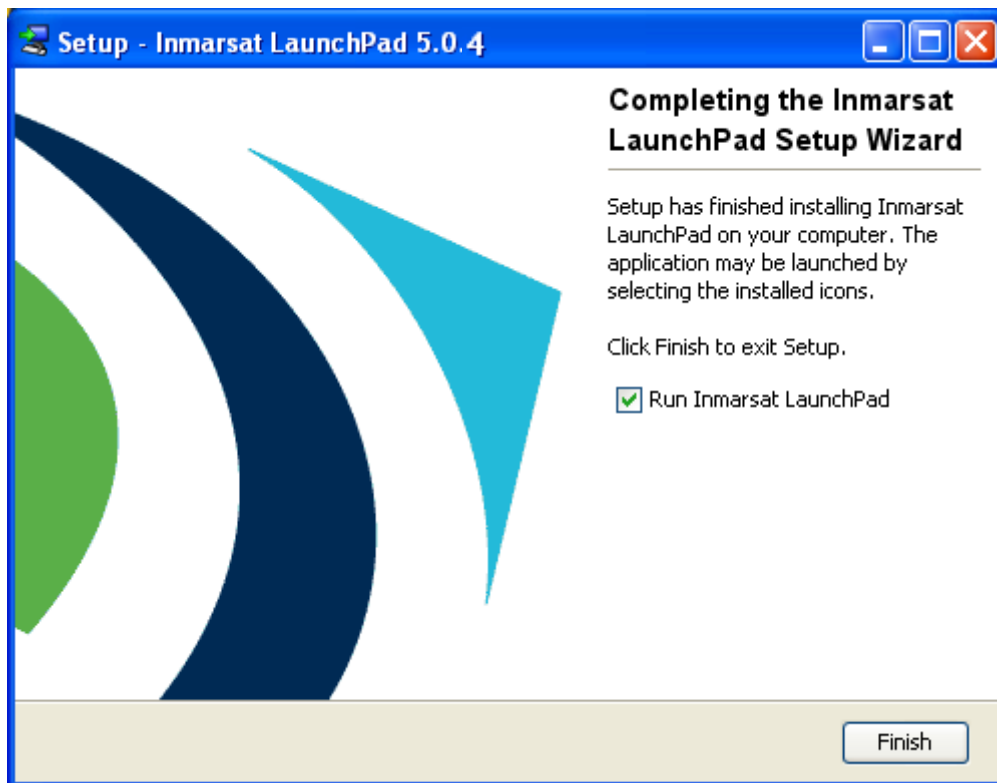 Setup - Inmarsat LaunchPad 5.0.4
Completing the Inmarsat
LaunchPad Setup Wizard
Setup has finished installing Inmarsat
LaunchPad on your computer. The
application may be launched by
selecting the installed icons.
Click Finish to exit Setup.
Run Inmarsat LaunchPad
Finish